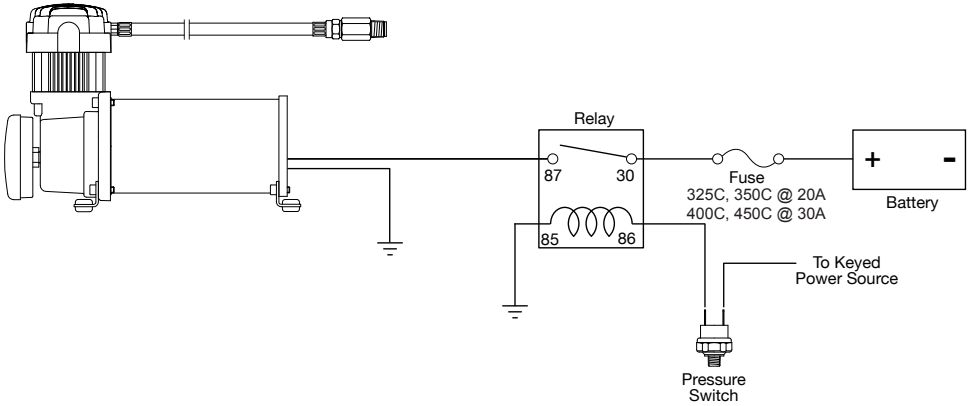 Relay
87
30
85
86
Fuse
325C, 350C @ 20A
400C, 450C @ 30A
+
-
Battery
To Keyed
Power Source
Pressure
Switch